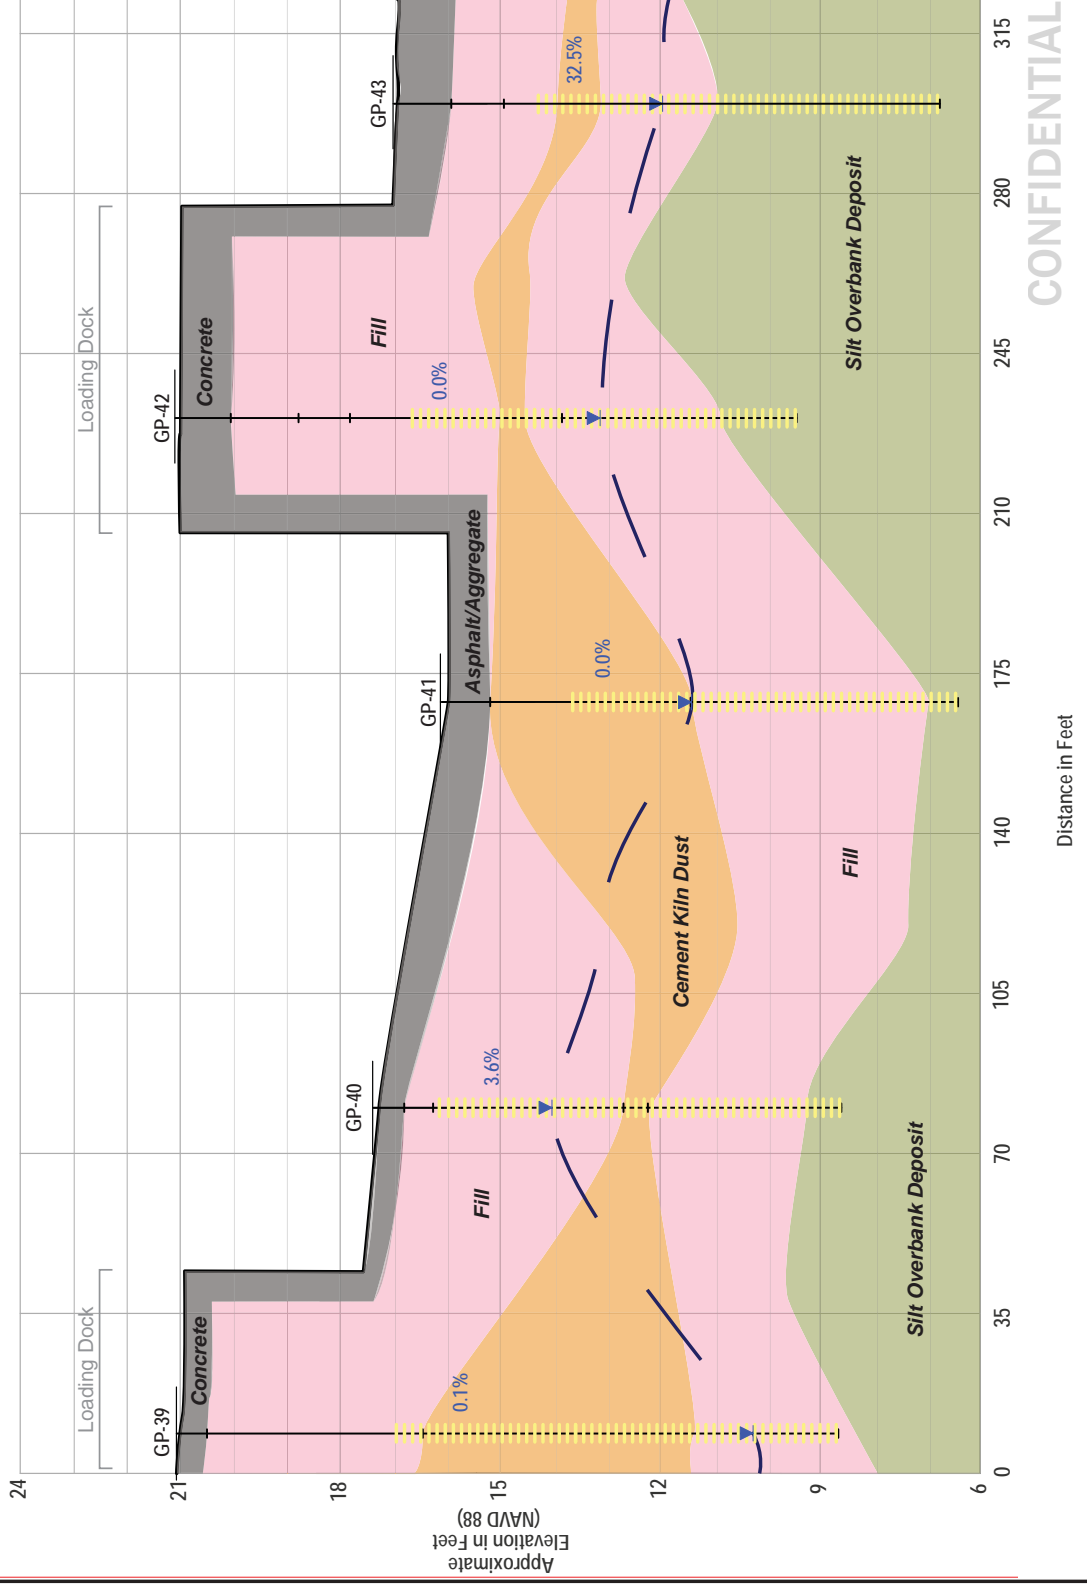 Loading Dock
Loading Dock
GP-39
GP-40
GP-41
GP-42
GP-43
Concrete
Concrete
Asphalt/Aggregate
Fill
Fill
Fill
Cement Kiln Dust
Silt Overbank Deposit
Silt Overbank Deposit
0.1%
3.6%
0.0%
0.0%
32.5%
24
21
18
15
12
9
6
Approximate
Elevation in Feet
(NAVD 88)
0
35
70
105
140
175
210
245
280
315
Distance in Feet
CONFIDENTIAL